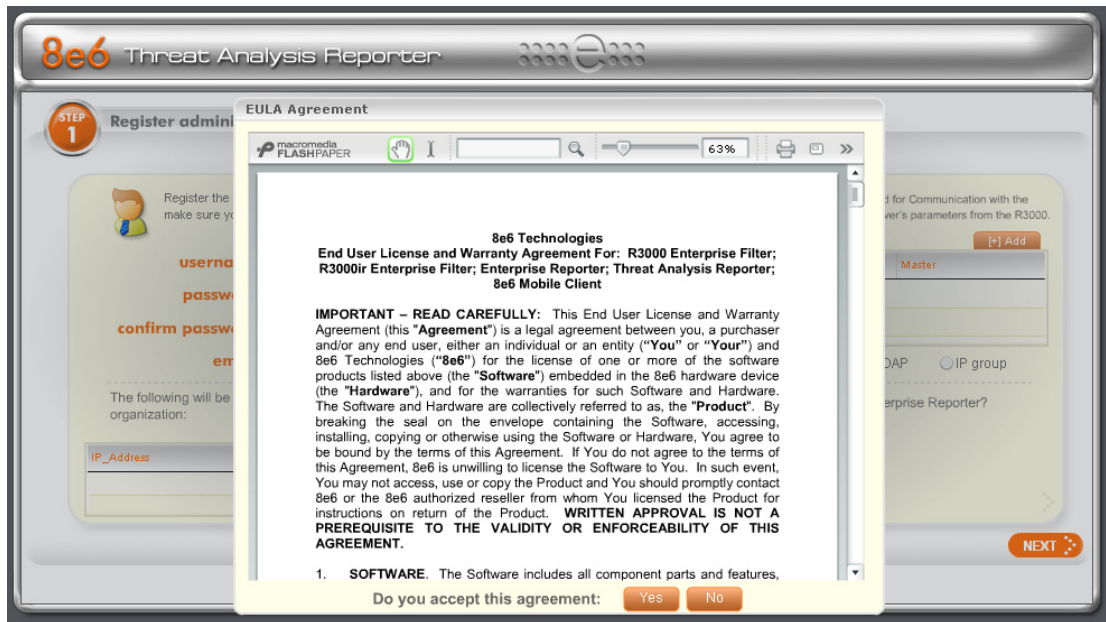 8e6 Threat Analysis Reporter
STEP
1
Register admini
EULA Agreement
macromedia
FLASHPAPER
63%
Register the
make sure yo
userna
passwo
confirm passwo
em
The following will be
organization:
IP_Address
8e6 Technologies
End User License and Warranty Agreement For: R3000 Enterprise Filter;
R3000ir Enterprise Filter; Enterprise Reporter; Threat Analysis Reporter;
8e6 Mobile Client
IMPORTANT – READ CAREFULLY: This End User License and Warranty
Agreement (this "Agreement") is a legal agreement between you, a purchaser
and/or any end user, either an individual or an entity (“You” or “Your”) and
8e6 Technologies (“8e6”) for the license of one or more of the software
products listed above (the "Software") embedded in the 8e6 hardware device
(the "Hardware"), and for the warranties for such Software and Hardware.
The Software and Hardware are collectively referred to as, the "Product". By
breaking the seal on the envelope containing the Software, accessing,
installing, copying or otherwise using the Software or Hardware, You agree to
be bound by the terms of this Agreement. If You do not agree to the terms of
this Agreement, 8e6 is unwilling to license the Software to You. In such event,
You may not access, use or copy the Product and You should promptly contact
8e6 or the 8e6 authorized reseller from whom You licensed the Product for
instructions on return of the Product. WRITTEN APPROVAL IS NOT A
PREREQUISITE TO THE VALIDITY OR ENFORCEABILITY OF THIS
AGREEMENT.
1. SOFTWARE. The Software includes all component parts and features,
Do you accept this agreement: Yes No
d for Communication with the
ver's parameters from the R3000.
[+] Add
Master
DAP IP group
erprise Reporter?
NEXT